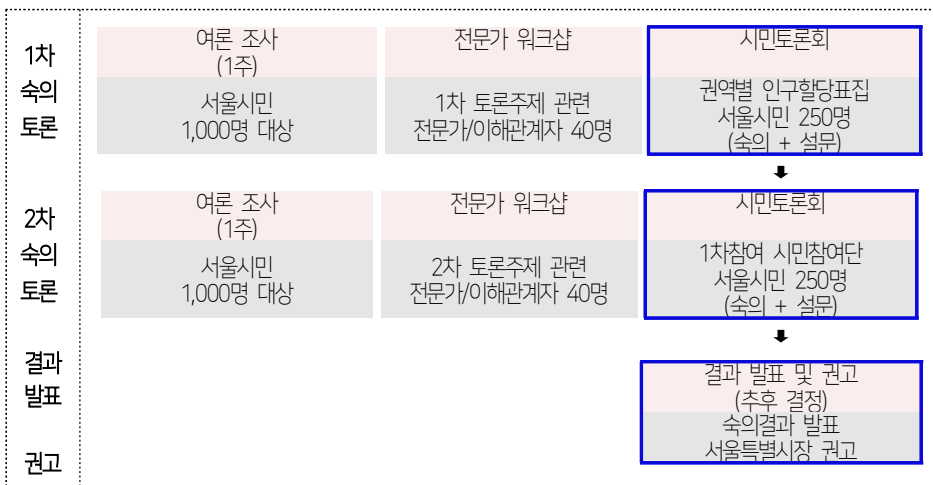 1차
숙의
토론
여론 조사
(1주)
서울시민
1,000명 대상
전문가 워크샵
1차 토론주제 관련
전문가/이해관계자 40명
시민토론회
권역별 인구할당표집
서울시민 250명
(숙의 + 설문)
2차
숙의
토론
여론 조사
(1주)
서울시민
1,000명 대상
전문가 워크샵
2차 토론주제 관련
전문가/이해관계자 40명
시민토론회
1차참여 시민참여단
서울시민 250명
(숙의 + 설문)
결과
발표
권고
결과 발표 및 권고
(추후 결정)
숙의결과 발표
서울특별시장 권고